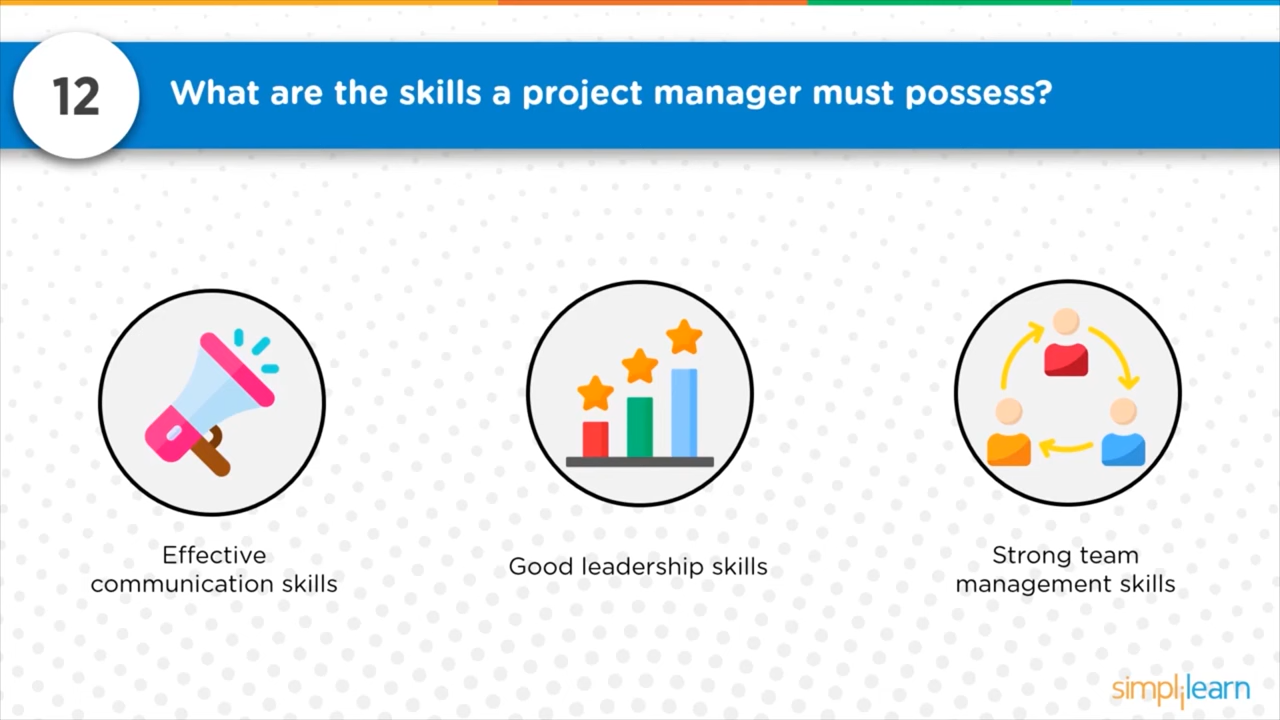 12
What are the skills a project manager must possess?
Effective
communication skills
Good leadership skills
Strong team
management skills
simplilearn